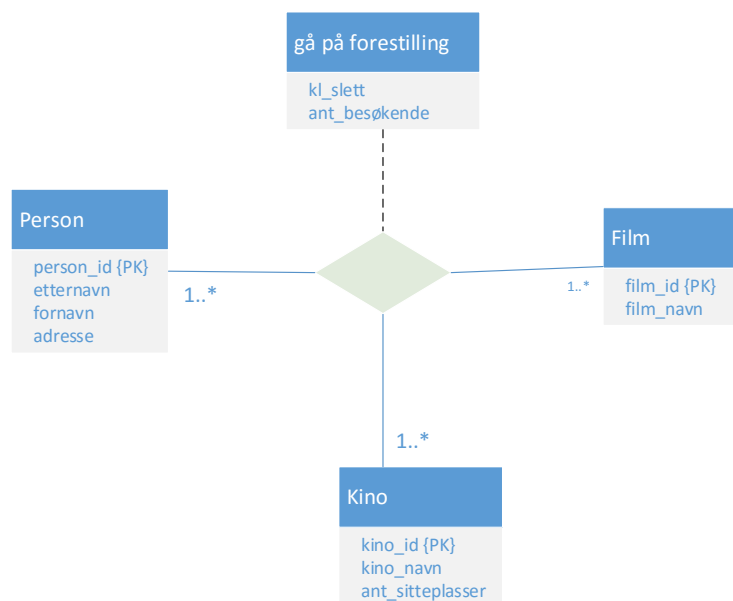 gå på forestilling
kl_slett
ant_besøkende
Person
person_id {PK}
etternavn
fornavn
adresse
1..*
Film
film_id {PK}
film_navn
1..*
1..*
Kino
kino_id {PK}
kino_navn
ant_sitteplasser